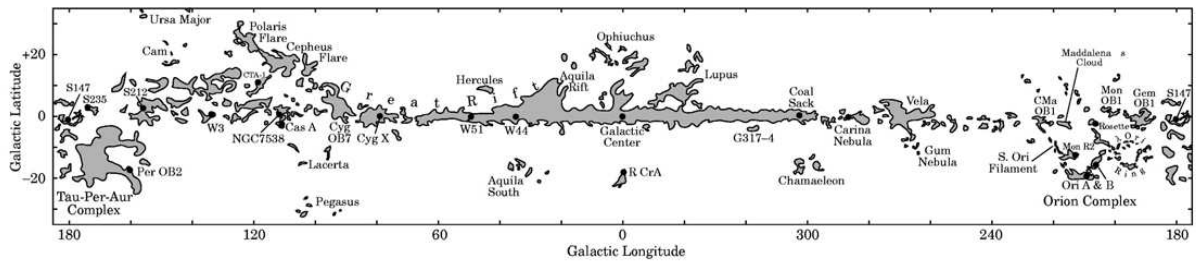 Ursa Major
Polaris
Flare
Cepheus
Flare
Cam
CTA-1
Ophiuchus
Maddalena s
Cloud
S147
S235
S212
Hercules
Aquila
Rift
Lupus
G r e a t R i f t
Coal
Sack
Vela
CMa
OB1
Mon
OB1
Gem
OB1
S147
W3
NGC7538
Cas A
Cyg
OB7
Cyg X
W51
W44
Galactic
Center
G317–4
Carina
Nebula
Gum
Nebula
S. Ori
Filament
Rosette
Mon R2
Ori
Ring
Lacerta
Per OB2
Aquila
South
R CrA
Chamaeleon
Ori A & B
Orion Complex
Tau-Per-Aur
Complex
Pegasus
+20
0
−20
Galactic Latitude
180
120
60
0
300
240
180
Galactic Longitude